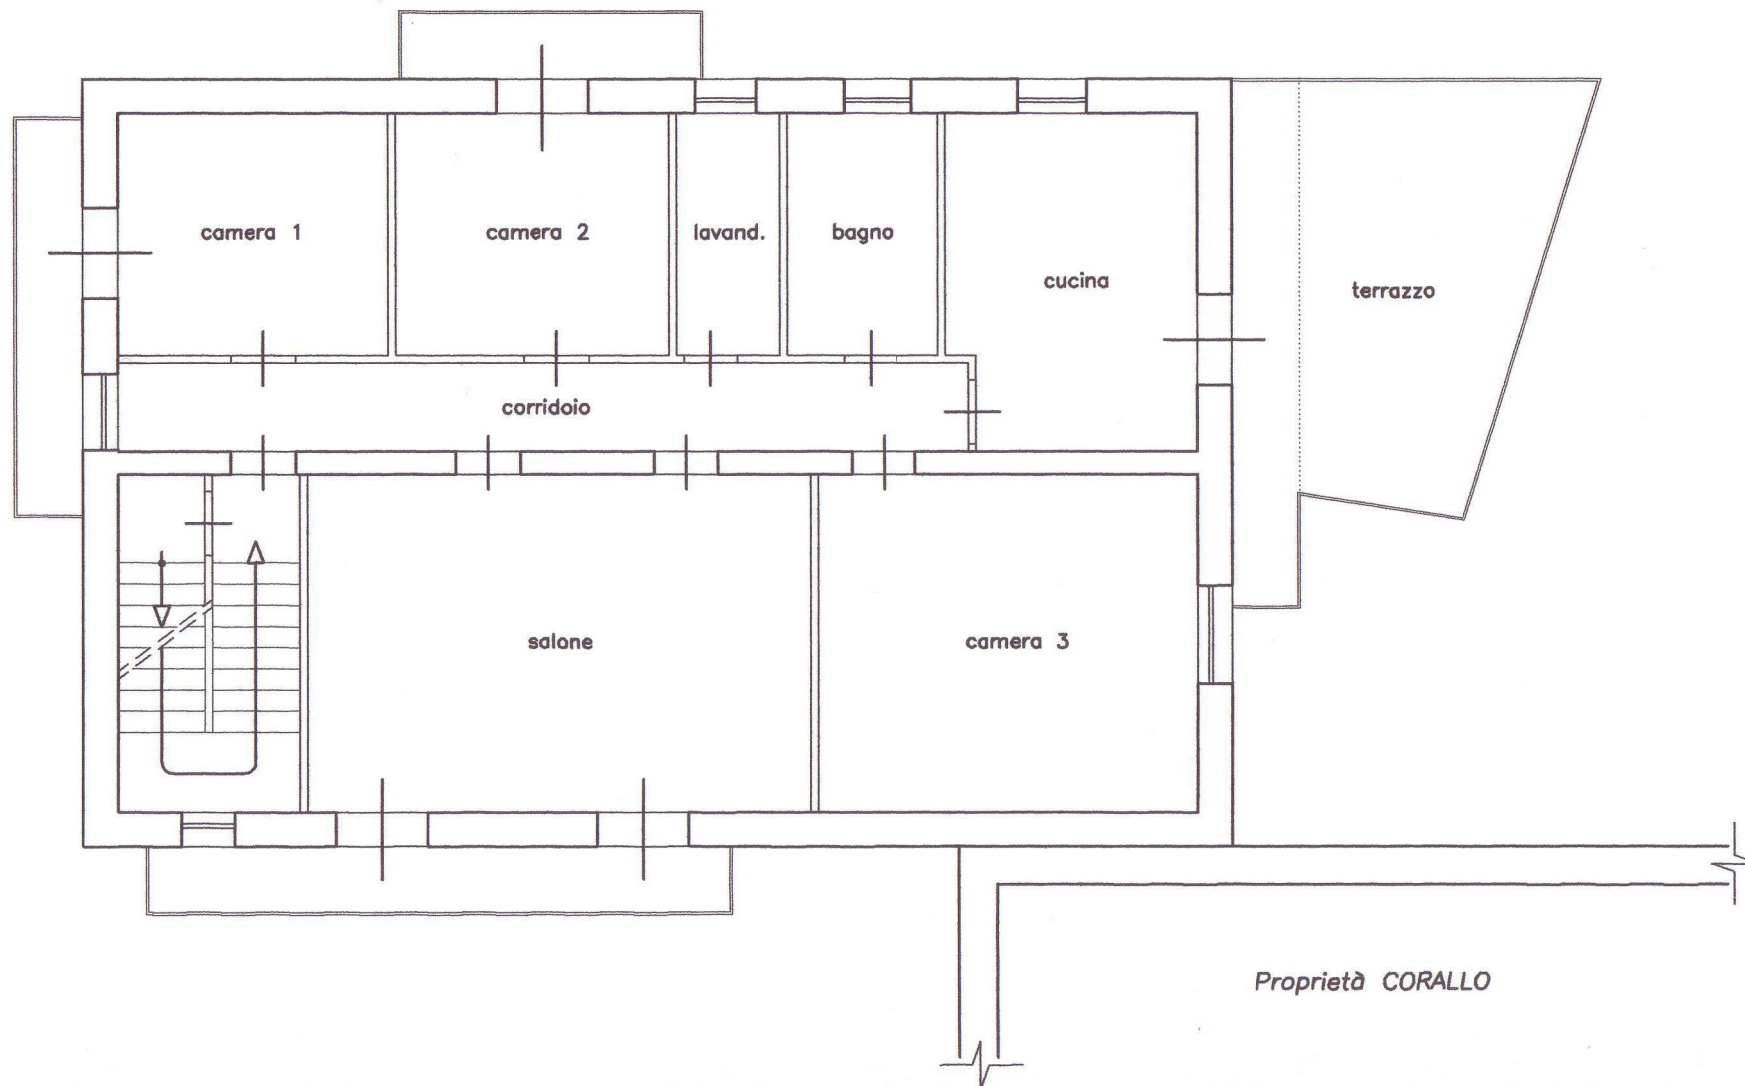 camera 1
camera 2
lavand.
bagno
cucina
terrazzo
corridoio
salone
camera 3
Proprietà CORALLO